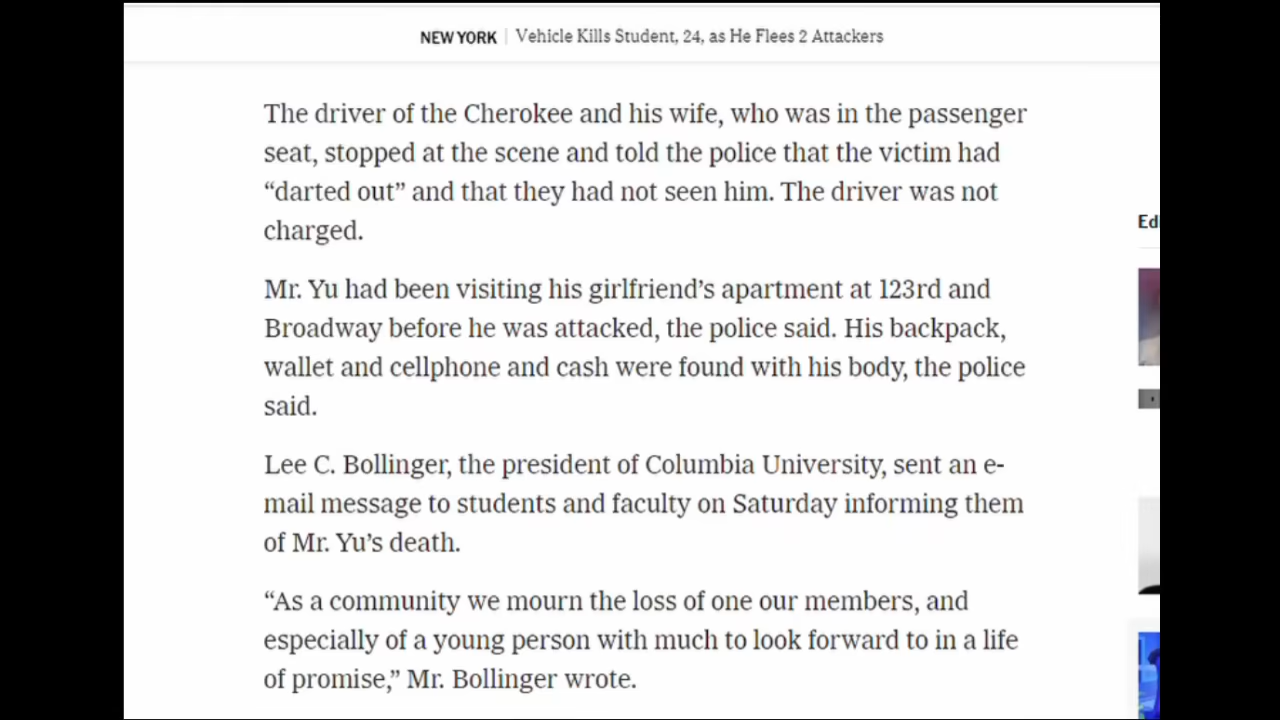 NEW YORK | Vehicle Kills Student, 24, as He Flees 2 Attackers
The driver of the Cherokee and his wife, who was in the passenger
seat, stopped at the scene and told the police that the victim had
“darted out” and that they had not seen him. The driver was not
charged.
Mr. Yu had been visiting his girlfriend’s apartment at 123rd and
Broadway before he was attacked, the police said. His backpack,
wallet and cellphone and cash were found with his body, the police
said.
Lee C. Bollinger, the president of Columbia University, sent an e-
mail message to students and faculty on Saturday informing them
of Mr. Yu’s death.
“As a community we mourn the loss of one our members, and
especially of a young person with much to look forward to in a life
of promise,” Mr. Bollinger wrote.
Ed